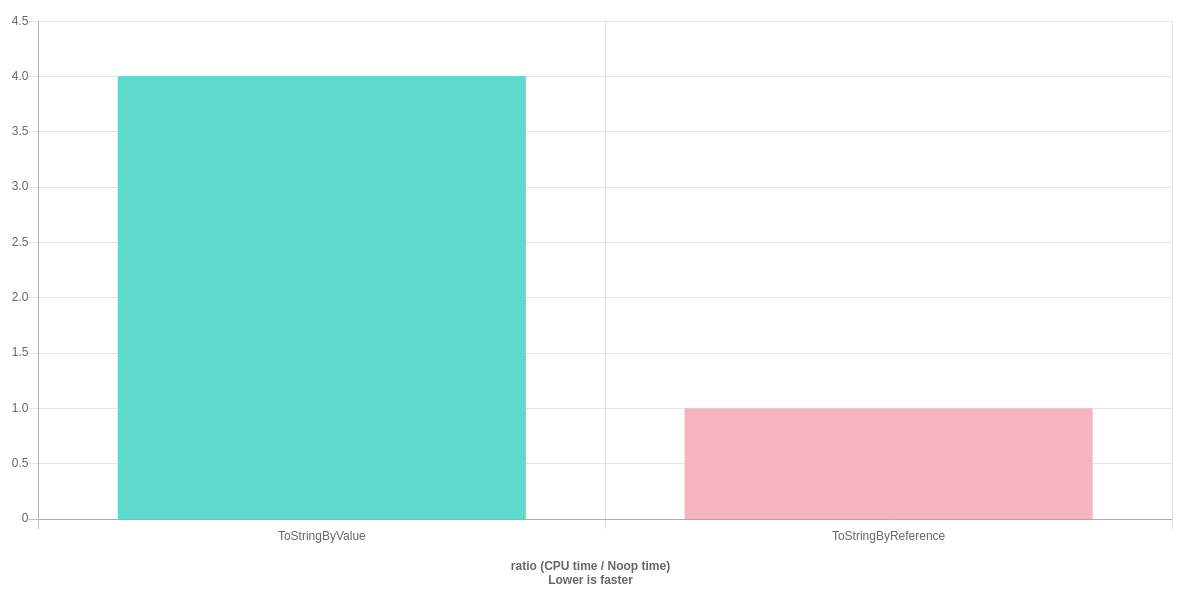 4.5
4.0
3.5
3.0
2.5
2.0
1.5
1.0
0.5
0
ToStringByValue
ToStringByReference
ratio (CPU time / Noop time)
Lower is faster